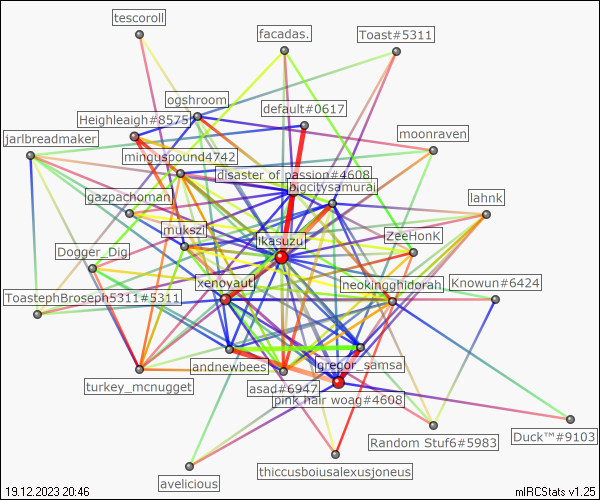 tescoroll
facadas.
Toast#5311
ogshroom
default#0617
Heighleaigh#8575
jarlbreadmaker
moonraven
minguspound4742
disaster of passion#4608
bigcitysamurai
gazpachoman
lahnk
mukszi
ikasuzu
ZeeHonk
Dogger_Dig
xenoyaut
neokingghidorah
Knowun#6424
ToastephBroseph5311#5311
andnewbees
gregor_samsa
turkey_mcnugget
asad#6947
pink hair woag#4608
Random Stuf6#5983
Duck™#9103
thiccusboiusalexusjoneus
avelicious
19.12.2023 20:46
mIRCStats v1.25